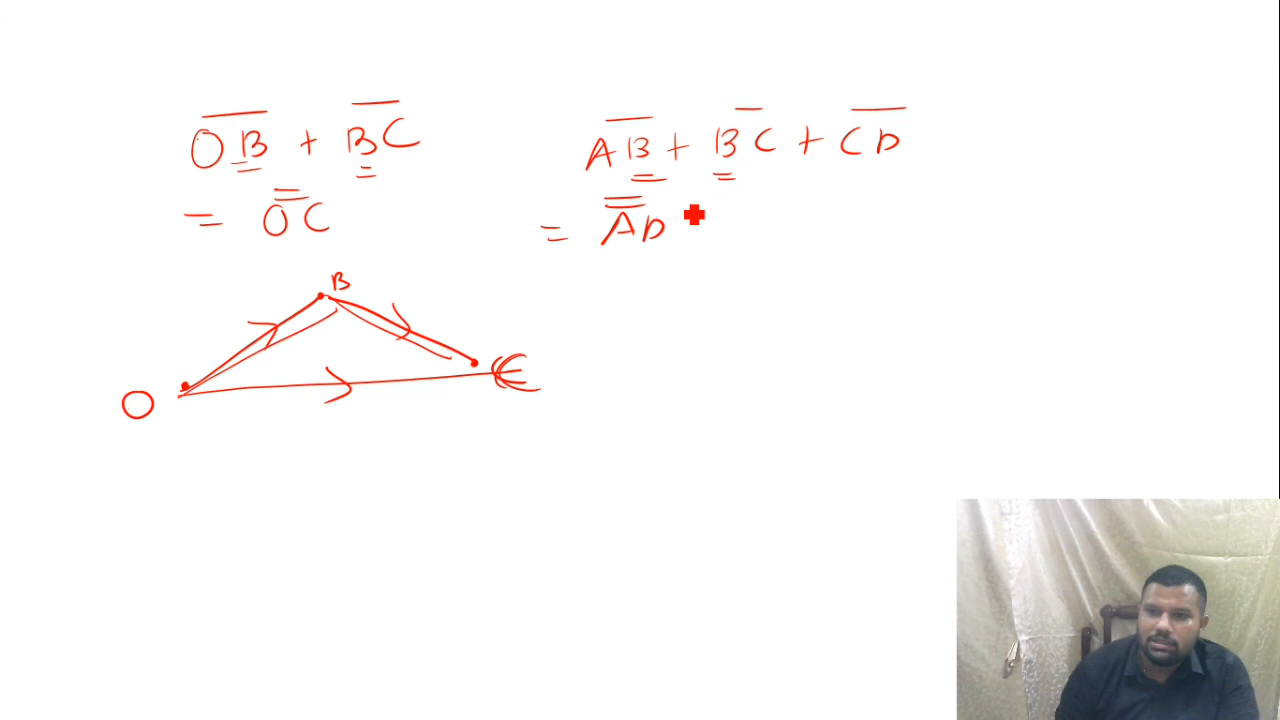 OB + BC
= OC
AB + BC + CD
= AD
B
O
C